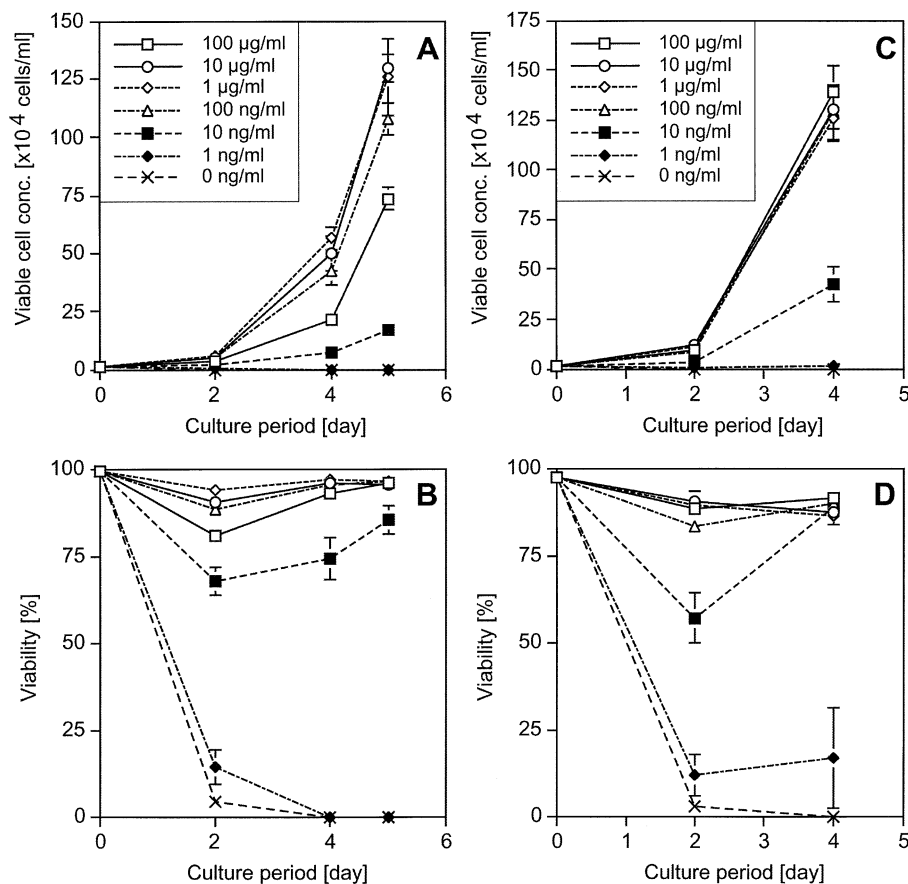 A
Viable cell conc. [x10⁴ cells/ml]
150
125
100
75
50
25
0
100 µg/ml
10 µg/ml
1 µg/ml
100 ng/ml
10 ng/ml
1 ng/ml
0 ng/ml
0 2 4 6
Culture period [day]
C
Viable cell conc. [x10⁴ cells/ml]
175
150
125
100
75
50
25
0
100 µg/ml
10 µg/ml
1 µg/ml
100 ng/ml
10 ng/ml
1 ng/ml
0 ng/ml
0 1 2 3 4 5
Culture period [day]
B
Viability [%]
100
75
50
25
0
0 2 4 6
Culture period [day]
D
Viability [%]
100
75
50
25
0
0 1 2 3 4 5
Culture period [day]